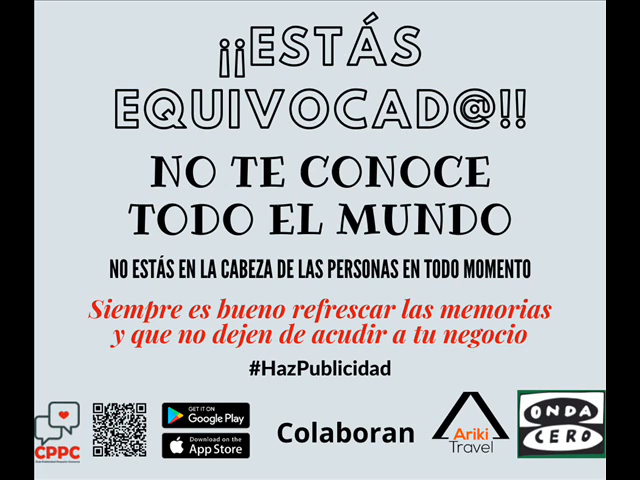 ¡¡ESTÁS
EQUIVOCAD@!!
NO TE CONOCE
TODO EL MUNDO
NO ESTÁS EN LA CABEZA DE LAS PERSONAS EN TODO MOMENTO
Siempre es bueno refrescar las memorias
y que no dejen de acudir a tu negocio
#HazPublicidad
CPPC
GET IT ON
Google Play
Download on the
App Store
Colaboran
Ariki
Travel
ONDA
CERO